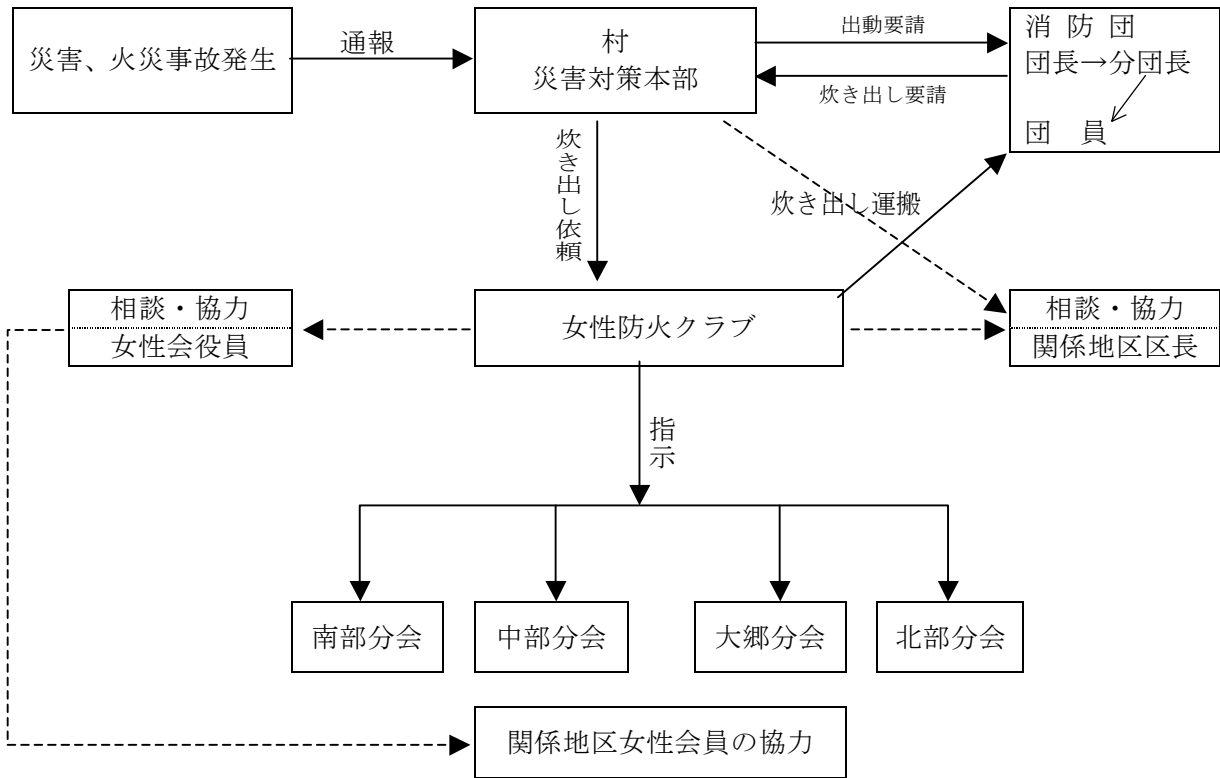 災害、火災事故発生
通報
村
災害対策本部
出動要請
炊き出し要請
消 防 団
団長→分団長
団　員
炊き出し依頼
炊き出し運搬
相談・協力
女性会役員
女性防火クラブ
相談・協力
関係地区区長
指示
南部分会
中部分会
大郷分会
北部分会
関係地区女性会員の協力